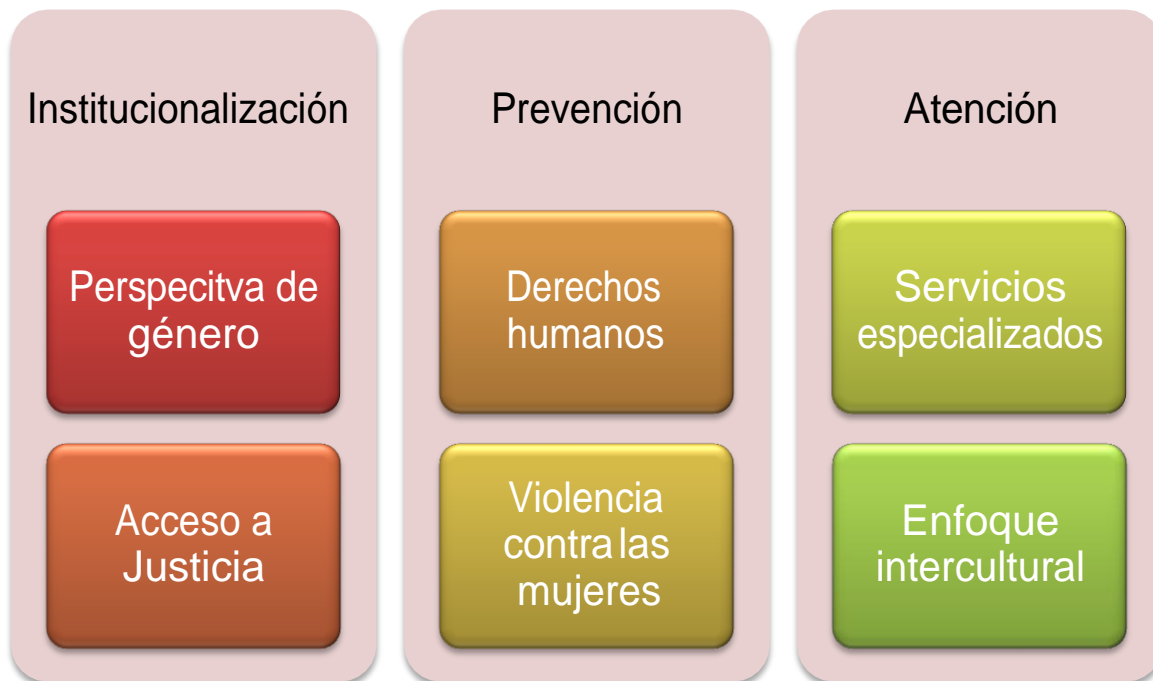 Institucionalización
Perspecitva de
género
Acceso a
Justicia
Prevención
Derechos
humanos
Violencia
contra las
mujeres
Atención
Servicios
especializados
Enfoque
intercultural